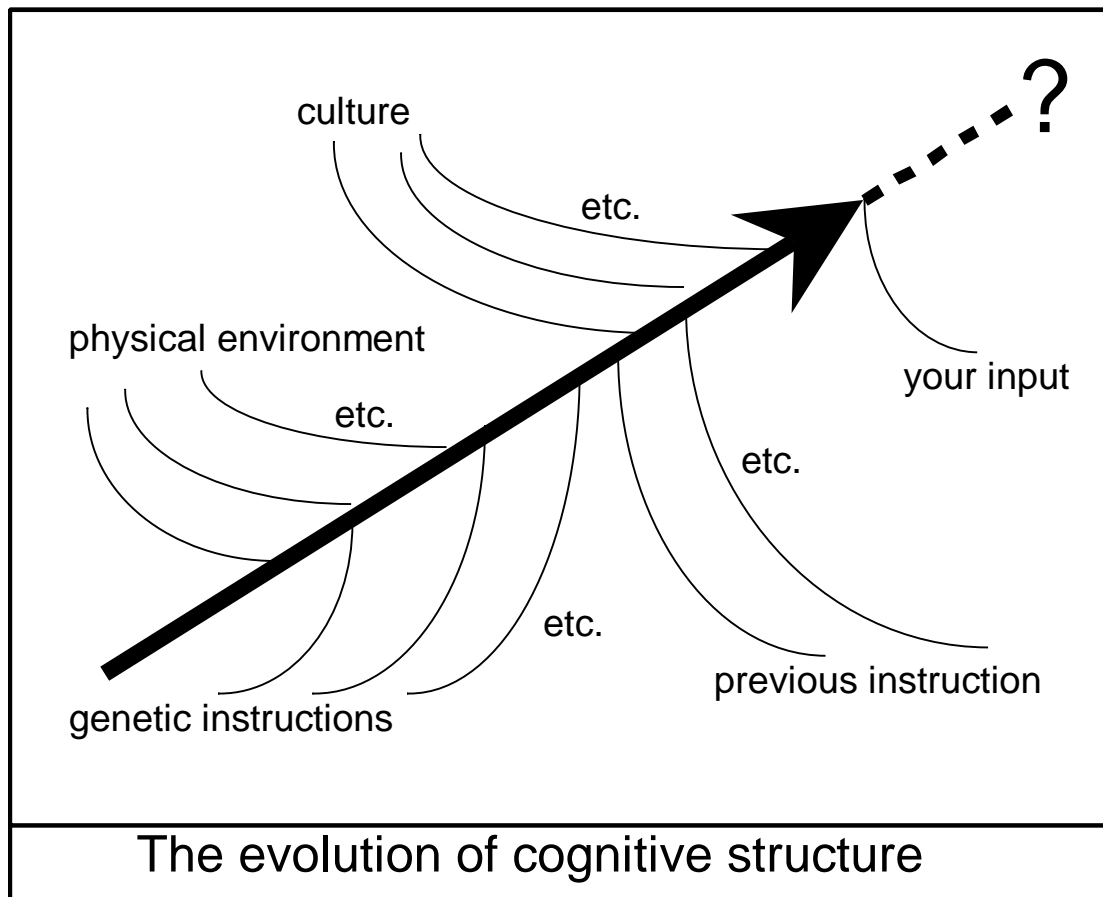 ?
culture
etc.
physical environment
your input
etc.
etc.
etc.
previous instruction
genetic instructions
The evolution of cognitive structure